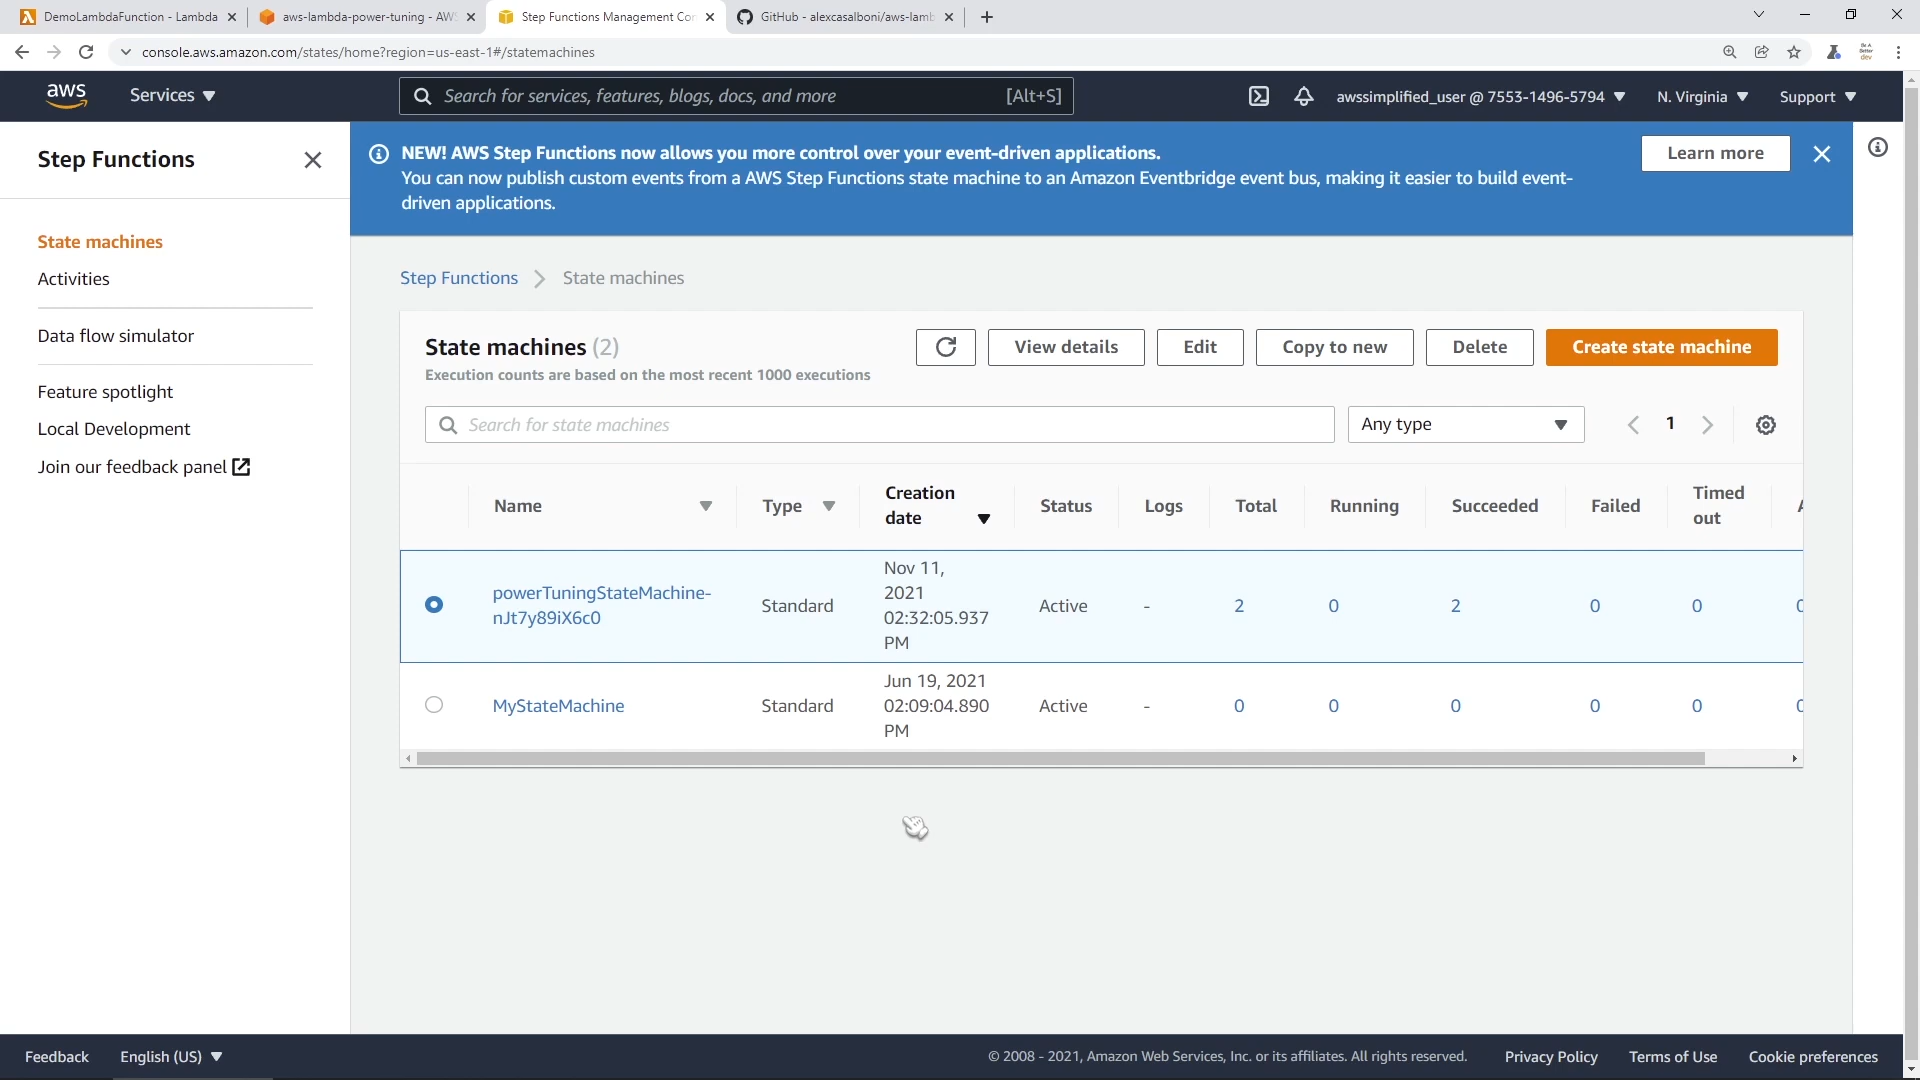 DemoLambdaFunction - Lambda
aws-lambda-power-tuning - AWS
Step Functions Management Con
GitHub - alexcasalboni/aws-lamb
console.aws.amazon.com/states/home?region=us-east-1#/statemachines
aws
Services
Search for services, features, blogs, docs, and more
[Alt+S]
awssimplified_user @ 7553-1496-5794
N. Virginia
Support
Step Functions
State machines
Activities
Data flow simulator
Feature spotlight
Local Development
Join our feedback panel
NEW! AWS Step Functions now allows you more control over your event-driven applications.
You can now publish custom events from a AWS Step Functions state machine to an Amazon Eventbridge event bus, making it easier to build event-
driven applications.
Learn more
Step Functions
State machines
State machines (2)
Execution counts are based on the most recent 1000 executions
View details
Edit
Copy to new
Delete
Create state machine
Search for state machines
Any type
1
Name
Type
Creation
date
Status
Logs
Total
Running
Succeeded
Failed
Timed
out
powerTuningStateMachine-
nJt7y89iX6c0
Standard
Nov 11,
2021
02:32:05.937
PM
Active
-
2
0
2
0
0
MyStateMachine
Standard
Jun 19, 2021
02:09:04.890
PM
Active
-
0
0
0
0
0
Feedback
English (US)
© 2008 - 2021, Amazon Web Services, Inc. or its affiliates. All rights reserved.
Privacy Policy
Terms of Use
Cookie preferences